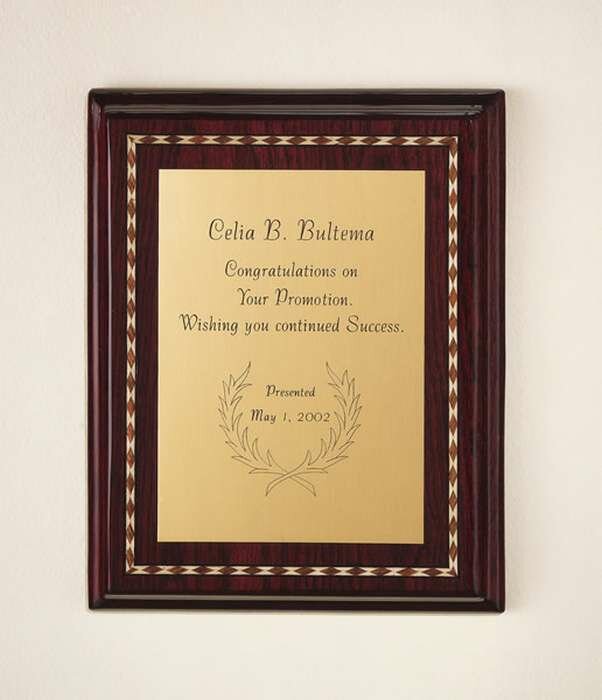 Celia B. Bultema
Congratulations on
Your Promotion.
Wishing you continued Success.
Presented
May 1, 2002